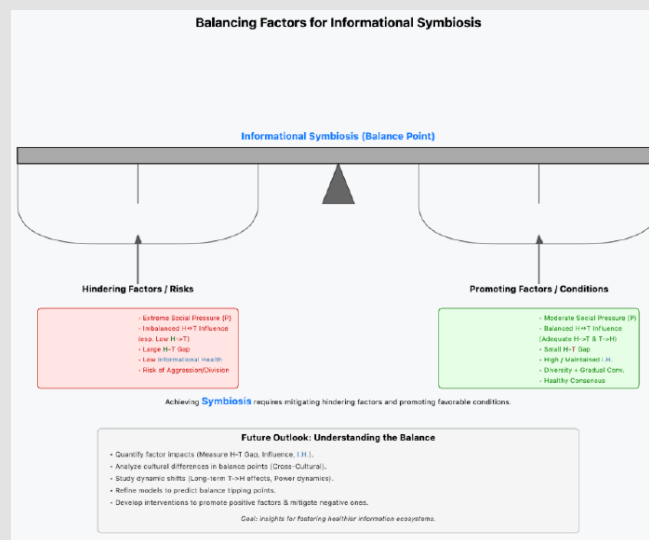 Balancing Factors for Informational Symbiosis
Informational Symbiosis (Balance Point)
Hindering Factors / Risks
- Extreme Social Pressure (P)
- Imbalanced H↔T Influence
(esp. Low H->T)
- Large H-T Gap
- Low Informational Health
- Risk of Aggression/Division
Promoting Factors / Conditions
- Moderate Social Pressure (P)
- Balanced H↔T Influence
(Adequate H->T & T->H)
- Small H-T Gap
- High / Maintained I.H.
- Diversity + Gradual Conv.
- Healthy Consensus
Achieving Symbiosis requires mitigating hindering factors and promoting favorable conditions.
Future Outlook: Understanding the Balance
• Quantify factor impacts (Measure H-T Gap, Influence, I.H.).
• Analyze cultural differences in balance points (Cross-Cultural).
• Study dynamic shifts (Long-term T->H effects, Power dynamics).
• Refine models to predict balance tipping points.
• Develop interventions to promote positive factors & mitigate negative ones.
Goal: Insights for fostering healthier information ecosystems.